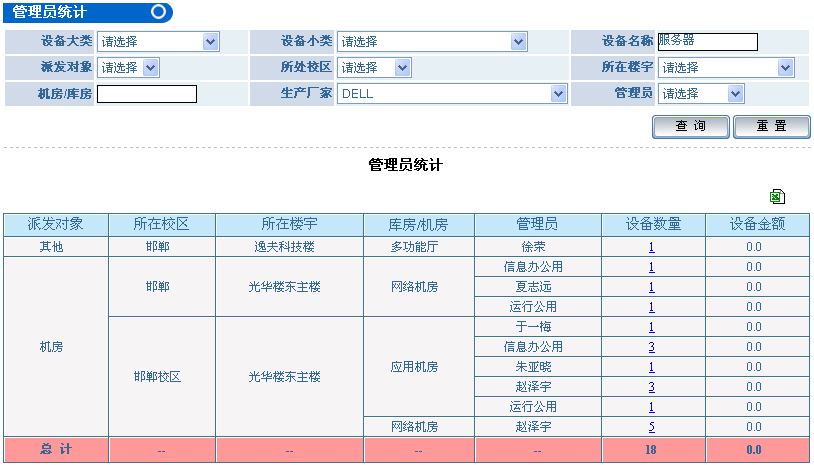 管理员统计
设备大类 请选择 设备小类 请选择 设备名称 服务器
派发对象 请选择 所处校区 请选择 所在楼宇 请选择
机房/库房 生产厂家 DELL 管理员 请选择
查 询 重 置
管理员统计
派发对象 所在校区 所在楼宇 库房/机房 管理员 设备数量 设备金额
其他 邯郸 逸夫科技楼 多功能厅 徐荣 1 0.0
机房 邯郸 光华楼东主楼 网络机房 信息办公用 1 0.0
夏志远 1 0.0
运行公用 1 0.0
邯郸校区 光华楼东主楼 应用机房 于一梅 1 0.0
信息办公用 3 0.0
朱亚晓 1 0.0
赵泽宇 3 0.0
运行公用 1 0.0
网络机房 赵泽宇 5 0.0
总 计 -- -- -- -- 18 0.0